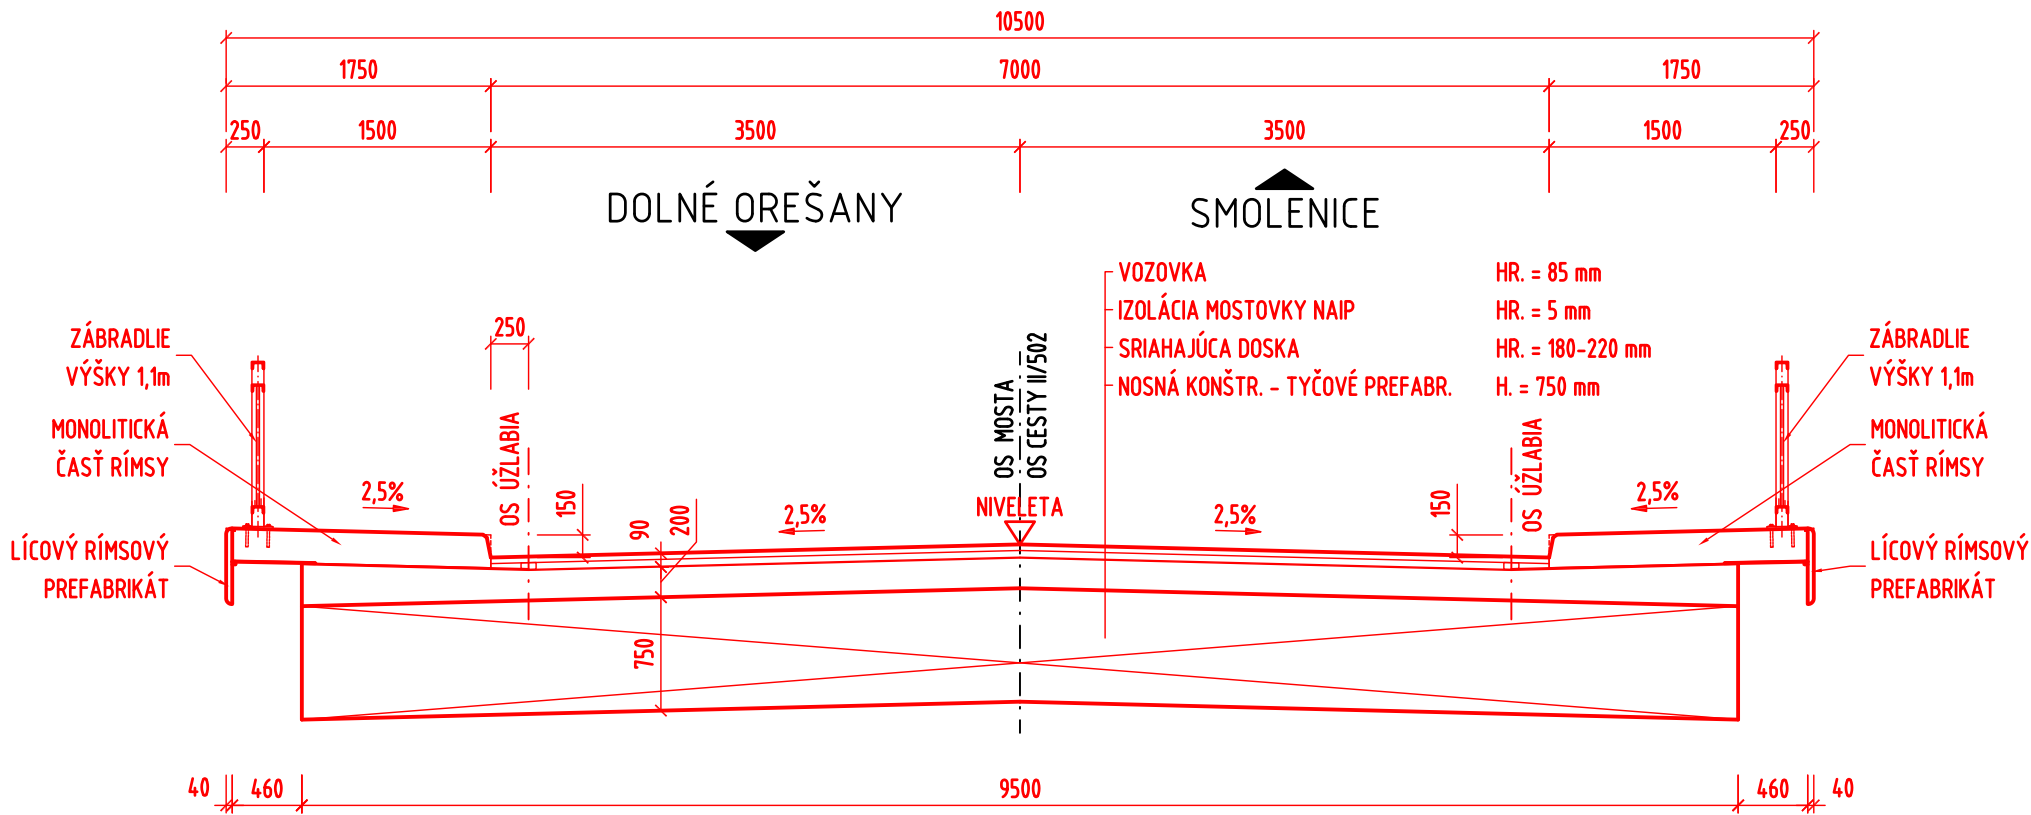 10500
1750 7000 1750
250 1500 3500 3500 1500 250
DOLNÉ OREŠANY
SMOLENICE
VOZOVKA HR. = 85 mm
IZOLÁCIA MOSTOVKY NAIP HR. = 5 mm
SRIAHAJÚCA DOSKA HR. = 180-220 mm
NOSNÁ KONŠTR. - TYČOVÉ PREFABR. H. = 750 mm
ZÁBRADLIE
VÝŠKY 1,1m
MONOLITICKÁ
ČASŤ RÍMSY
LÍCOVÝ RÍMSOVÝ
PREFABRIKÁT
250
OS ÚŽLABIA
2,5%
150
90
200
750
2,5%
OS MOSTA
OS CESTY II/502
NIVELETA
2,5%
150
OS ÚŽLABIA
2,5%
ZÁBRADLIE
VÝŠKY 1,1m
MONOLITICKÁ
ČASŤ RÍMSY
LÍCOVÝ RÍMSOVÝ
PREFABRIKÁT
40 460 9500 460 40